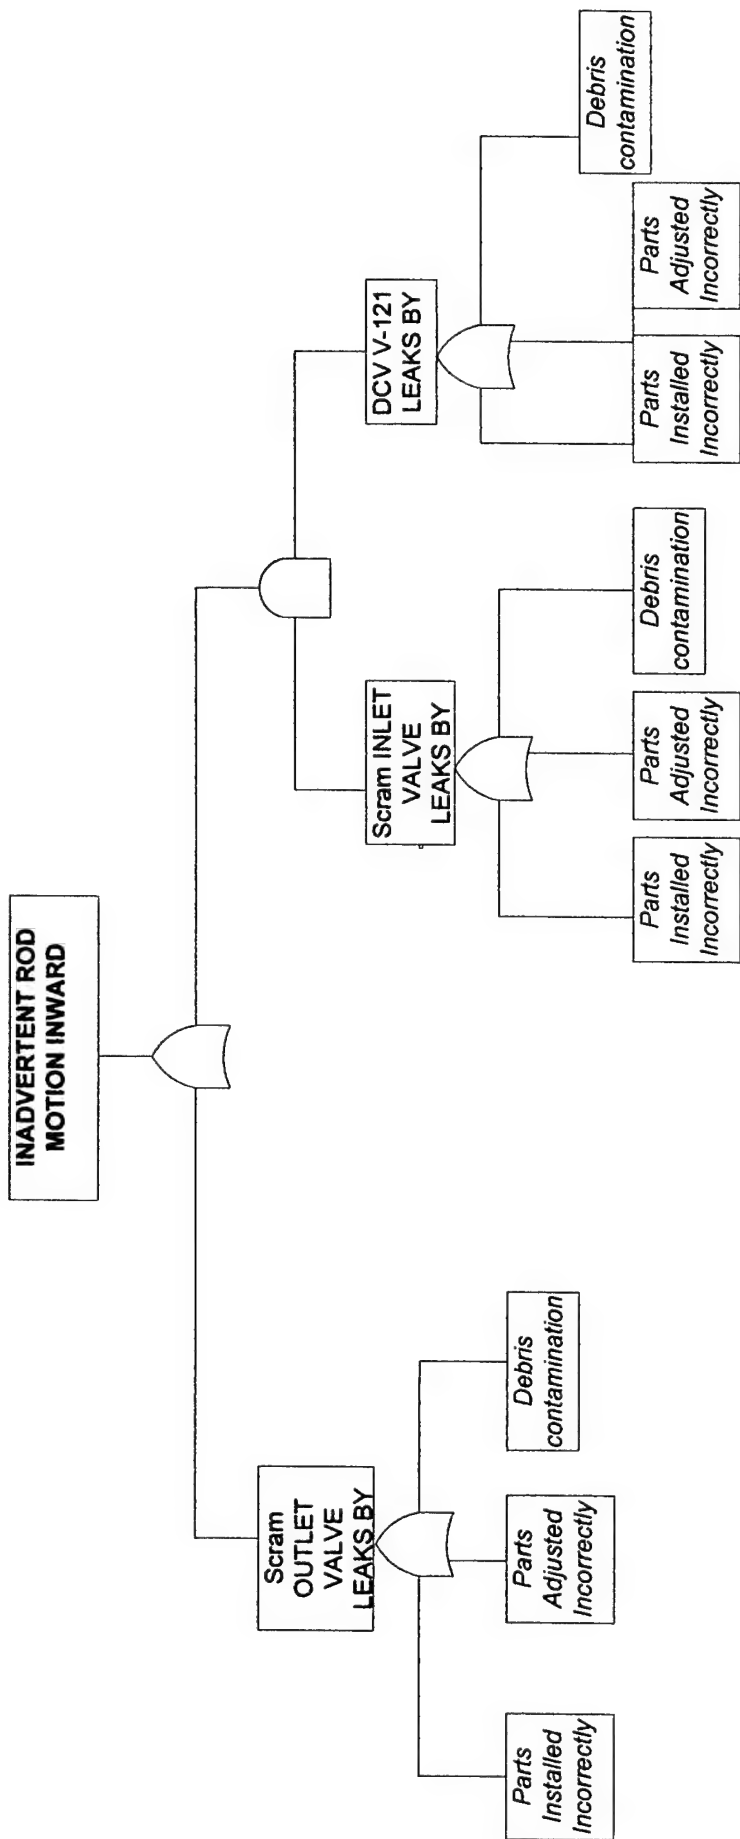 INADVERTENT ROD
MOTION INWARD
Scram
OUTLET
VALVE
LEAKS BY
Parts
Installed
Incorrectly
Parts
Adjusted
Incorrectly
Debris
contamination
Scram INLET
VALVE
LEAKS BY
Parts
Installed
Incorrectly
Parts
Adjusted
Incorrectly
Debris
contamination
DCV V-121
LEAKS BY
Parts
Installed
Incorrectly
Parts
Adjusted
Incorrectly
Debris
contamination